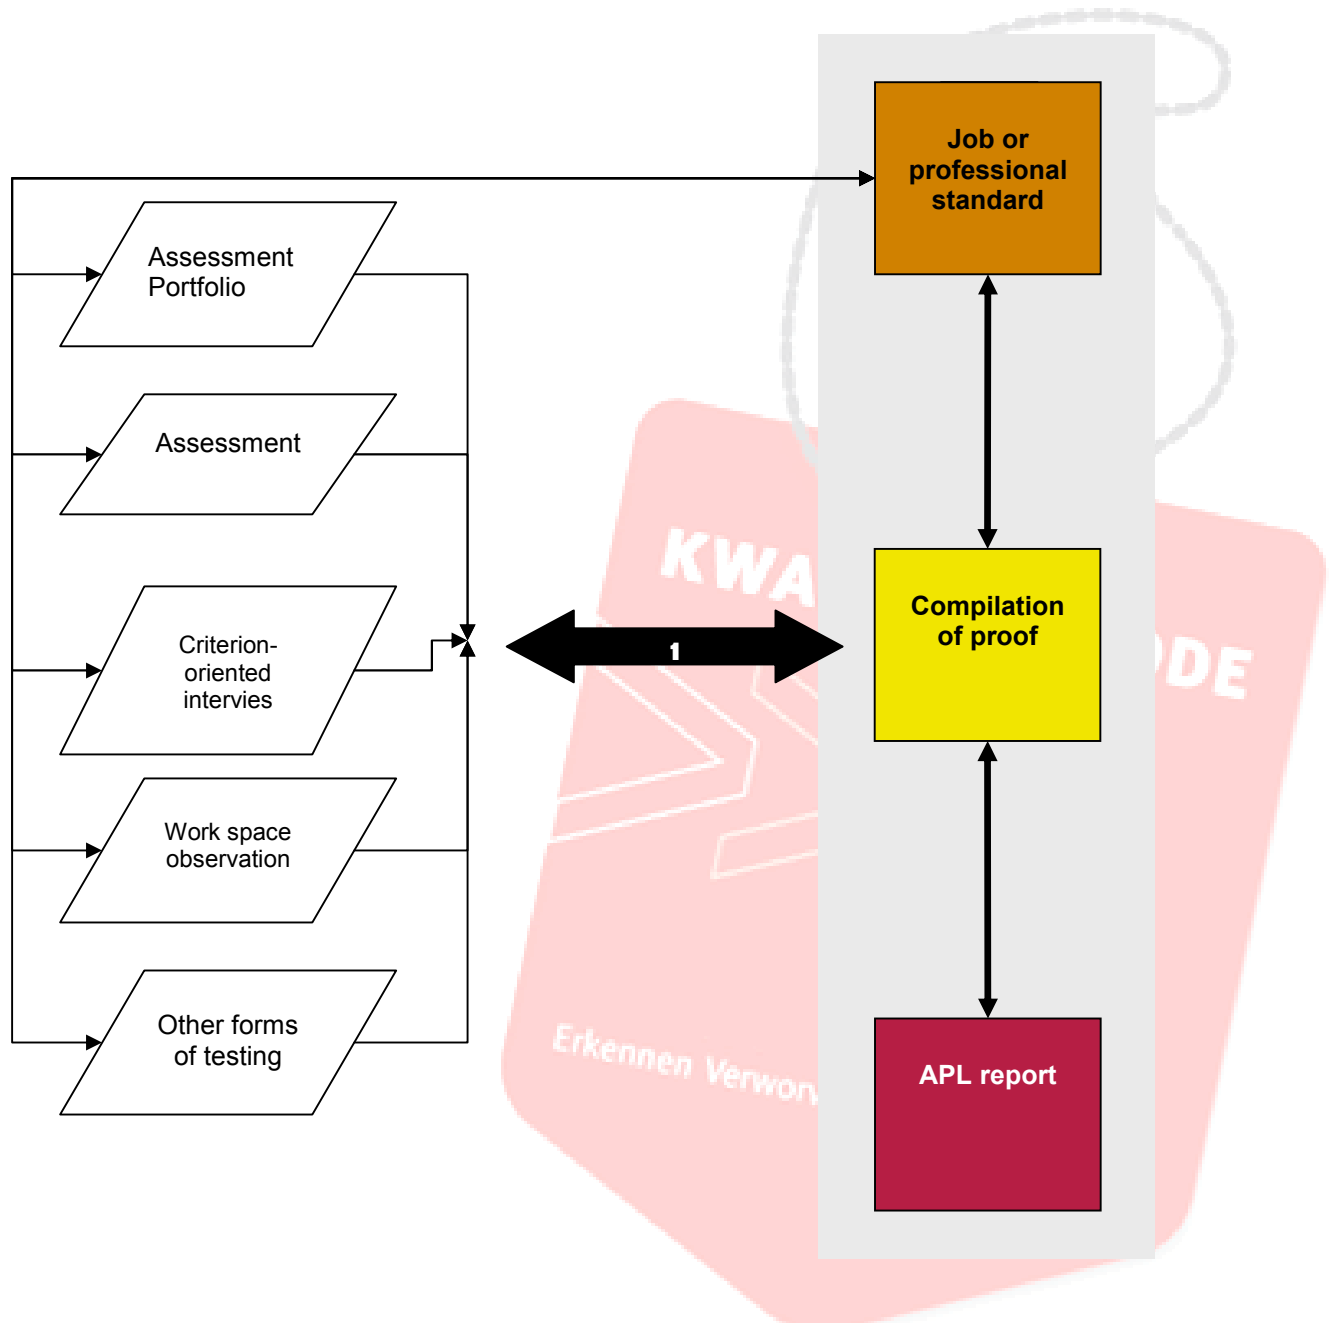 Job or
professional
standard
Assessment
Portfolio
Assessment
Criterion-
oriented
intervies
Work space
observation
Other forms
of testing
1
Compilation
of proof
APL report
KWA
DE
Erkennen